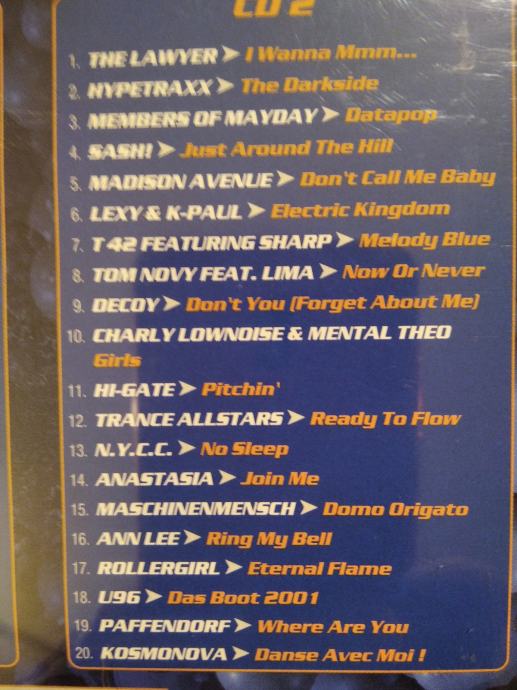 CD 2
1. THE LAWYER ➤ I Wanna Mmm...
2. HYPETRAXX ➤ The Darkside
3. MEMBERS OF MAYDAY ➤ Datapop
4. SASH! ➤ Just Around The Hill
5. MADISON AVENUE ➤ Don't Call Me Baby
6. LEXY & K-PAUL ➤ Electric Kingdom
7. T 42 FEATURING SHARP ➤ Melody Blue
8. TOM NOVY FEAT. LIMA ➤ Now Or Never
9. DECOY ➤ Don't You (Forget About Me)
10. CHARLY LOWNOISE & MENTAL THEO
Girls
11. HI-GATE ➤ Pitchin'
12. TRANCE ALLSTARS ➤ Ready To Flow
13. N.Y.C.C. ➤ No Sleep
14. ANASTASIA ➤ Join Me
15. MASCHINENMENSCH ➤ Domo Origato
16. ANN LEE ➤ Ring My Bell
17. ROLLERGIRL ➤ Eternal Flame
18. U96 ➤ Das Boot 2001
19. PAFFENDORF ➤ Where Are You
20. KOSMONOVA ➤ Danse Avec Moi !